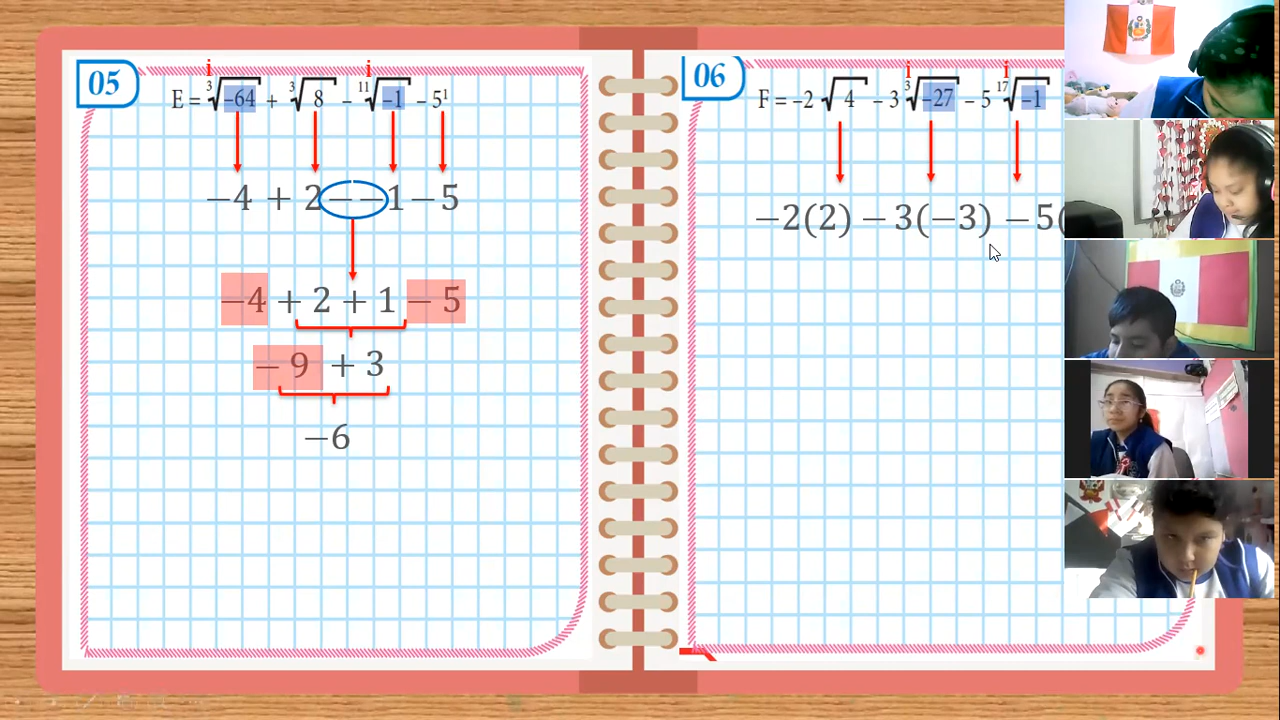 05
E = ∛-64 + ∛8 - ¹¹√-1 - 5¹
i i
-4 + 2 - -1 - 5
-4 + 2 + 1 - 5
-9 + 3
-6
06
F = -2 √4 - 3 ∛-27 - 5 ¹⁷√-1
i i
-2(2) - 3(-3) - 5(